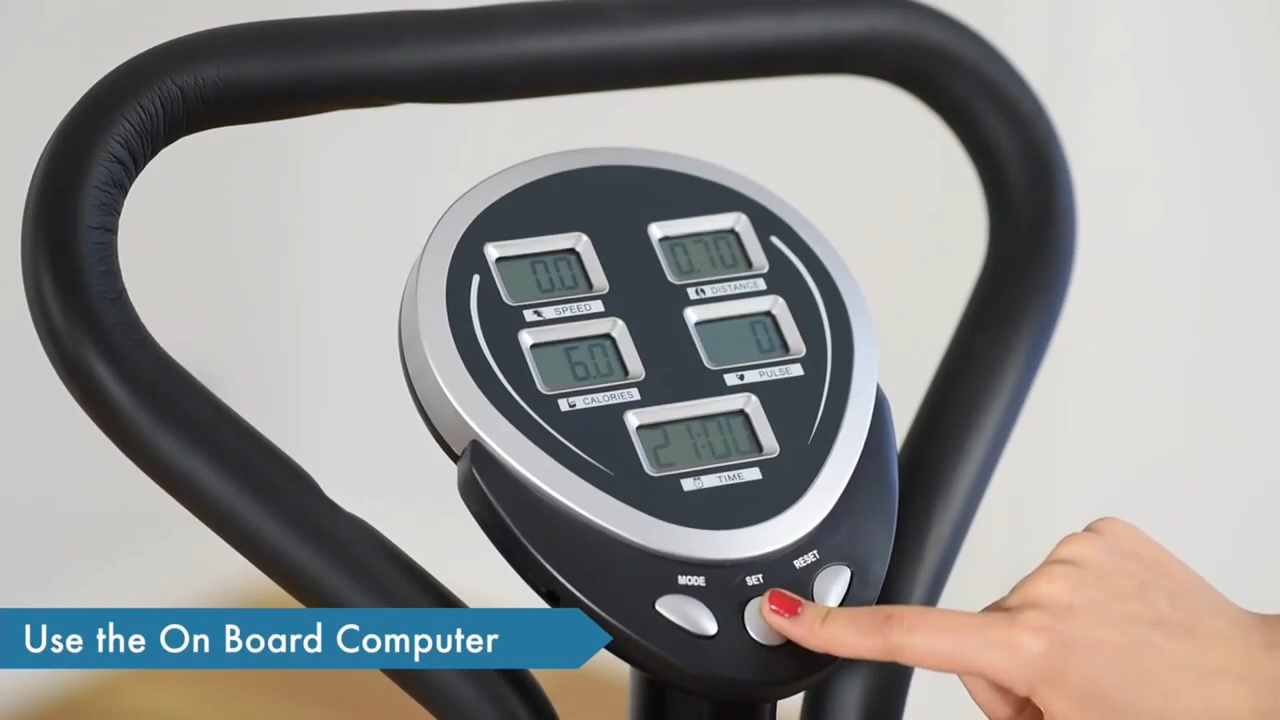 0.0
SPEED
0.70
DISTANCE
6.0
CALORIES
0
PULSE
21:00
TIME
MODE
SET
RESET
Use the On Board Computer